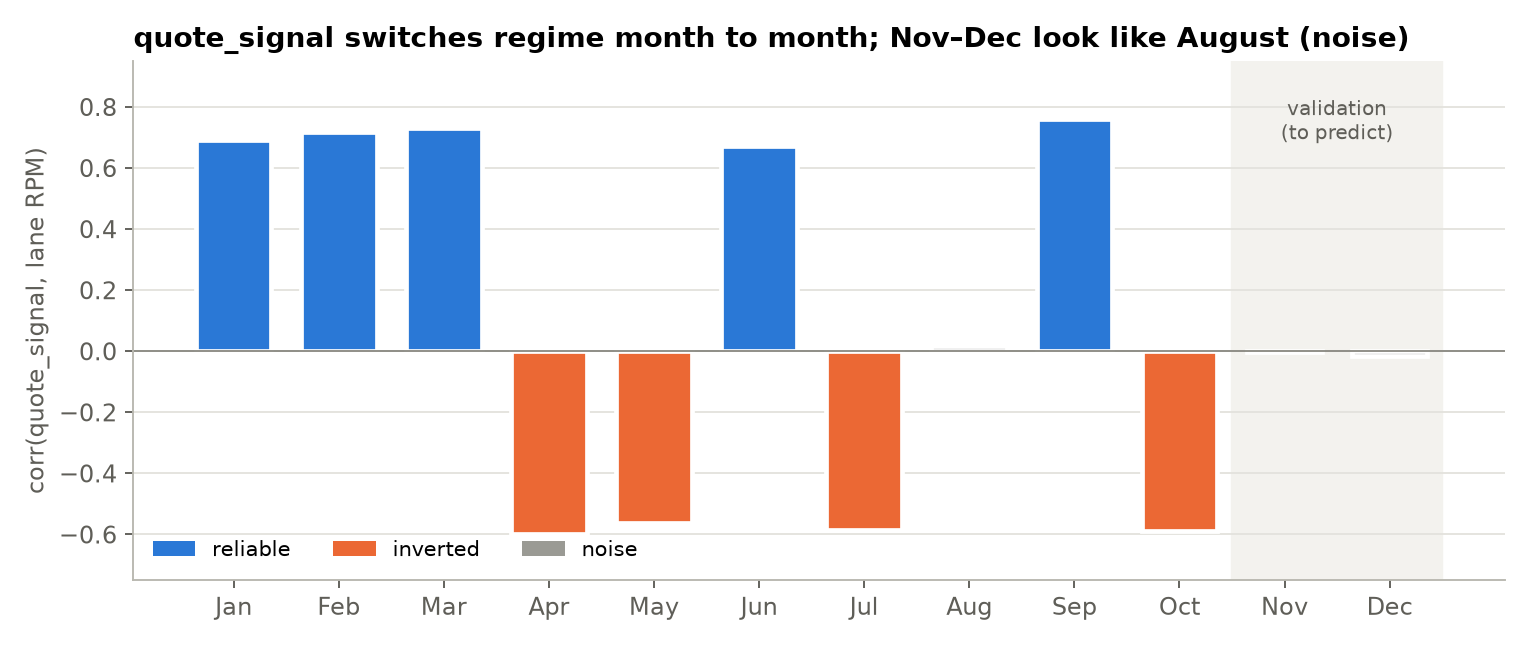 quote_signal switches regime month to month; Nov–Dec look like August (noise)
corr(quote_signal, lane RPM)
0.8
0.6
0.4
0.2
0.0
−0.2
−0.4
−0.6
validation
(to predict)
reliable inverted noise
Jan Feb Mar Apr May Jun Jul Aug Sep Oct Nov Dec